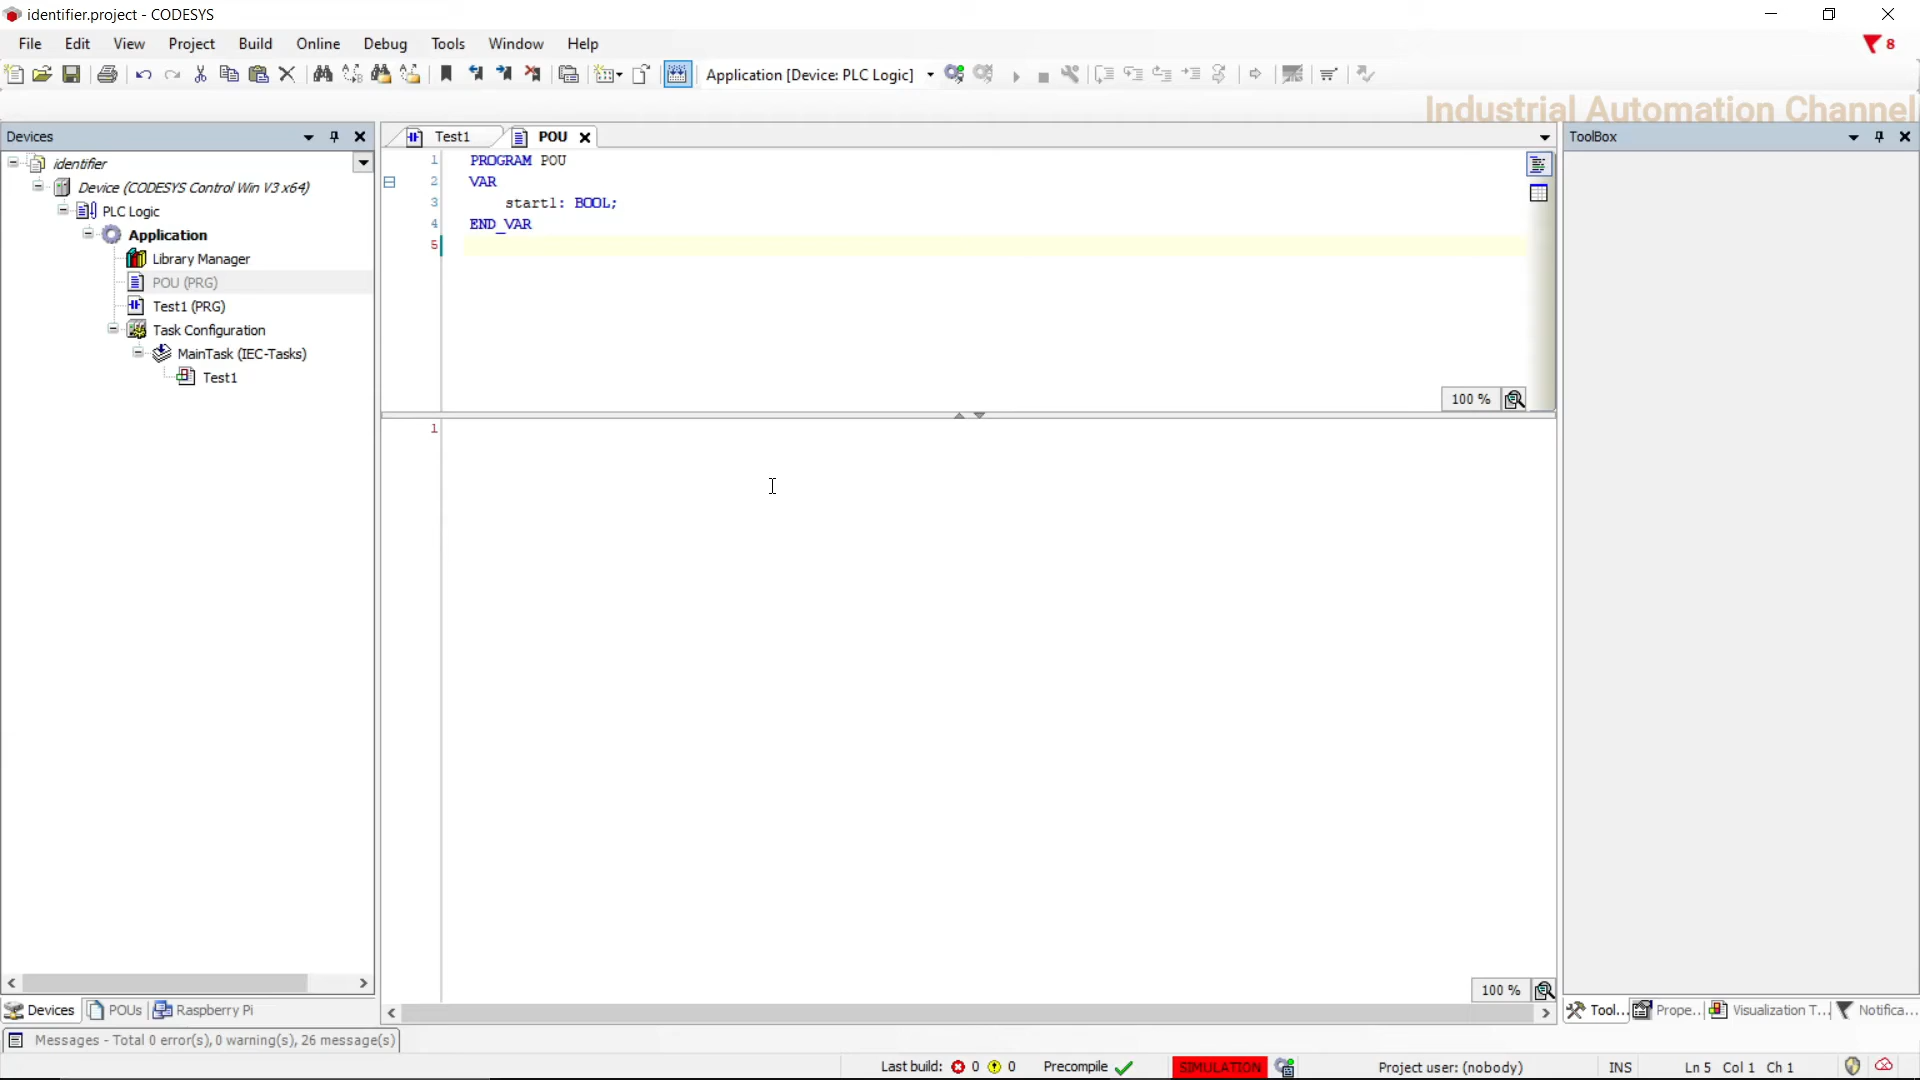 identifier.project - CODESYS
File Edit View Project Build Online Debug Tools Window Help
8
Application [Device: PLC Logic]
Industrial Automation Channel
Devices
Test1
POU
ToolBox
identifier
Device (CODESYS Control Win V3 x64)
PLC Logic
Application
Library Manager
POU (PRG)
Test1 (PRG)
Task Configuration
MainTask (IEC-Tasks)
Test1
1 PROGRAM POU
2 VAR
3 start1: BOOL;
4 END_VAR
5
100 %
1
100 %
Devices POUs Raspberry Pi
Tool... Prope... Visualization T... Notifica...
Messages - Total 0 error(s), 0 warning(s), 26 message(s)
Last build: 0 0 Precompile SIMULATION Project user: (nobody) INS Ln 5 Col 1 Ch 1